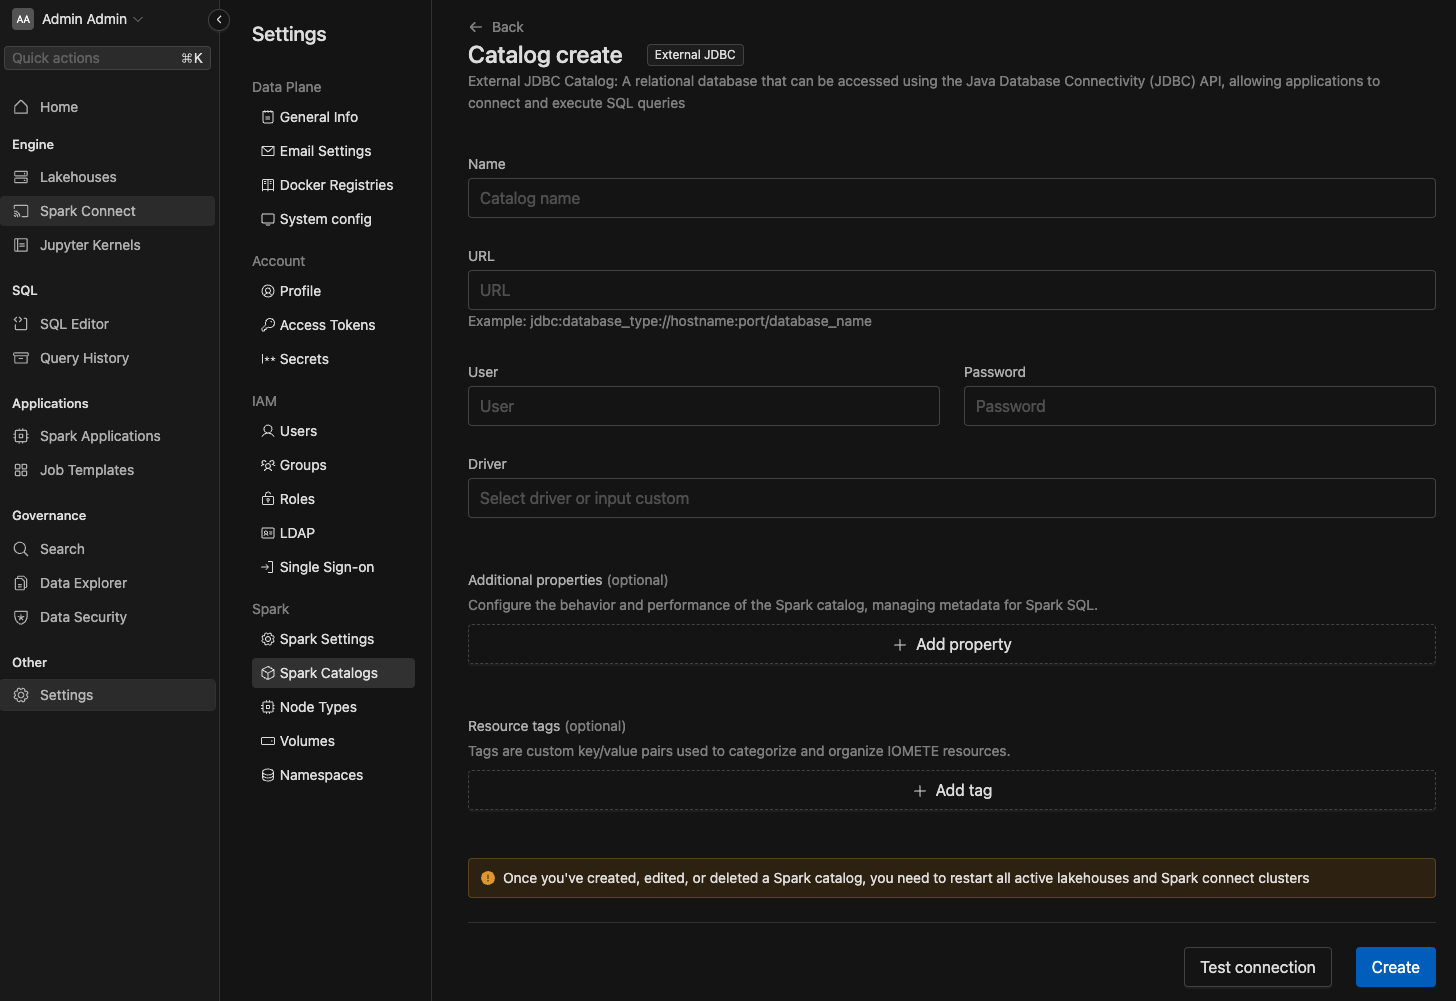 AA Admin Admin
Quick actions ⌘K
Home
Engine
Lakehouses
Spark Connect
Jupyter Kernels
SQL
SQL Editor
Query History
Applications
Spark Applications
Job Templates
Governance
Search
Data Explorer
Data Security
Other
Settings
Settings
Data Plane
General Info
Email Settings
Docker Registries
System config
Account
Profile
Access Tokens
Secrets
IAM
Users
Groups
Roles
LDAP
Single Sign-on
Spark
Spark Settings
Spark Catalogs
Node Types
Volumes
Namespaces
Back
Catalog create External JDBC
External JDBC Catalog: A relational database that can be accessed using the Java Database Connectivity (JDBC) API, allowing applications to
connect and execute SQL queries
Name
Catalog name
URL
URL
Example: jdbc:database_type://hostname:port/database_name
User Password
User Password
Driver
Select driver or input custom
Additional properties (optional)
Configure the behavior and performance of the Spark catalog, managing metadata for Spark SQL.
+ Add property
Resource tags (optional)
Tags are custom key/value pairs used to categorize and organize IOMETE resources.
+ Add tag
Once you've created, edited, or deleted a Spark catalog, you need to restart all active lakehouses and Spark connect clusters
Test connection Create